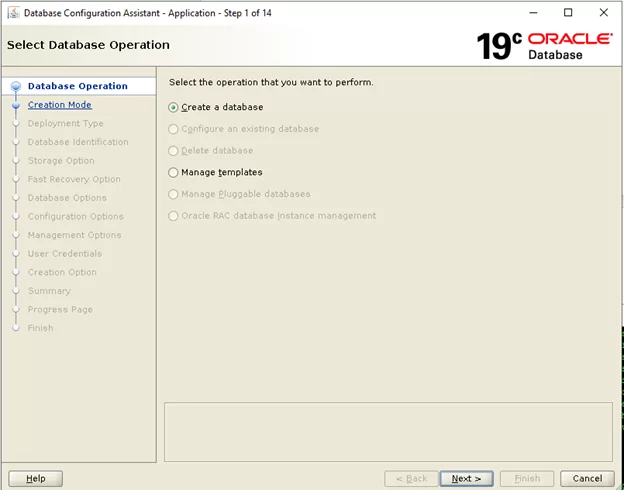 Database Configuration Assistant - Application - Step 1 of 14
Select Database Operation
19c ORACLE
Database
Database Operation
Creation Mode
Deployment Type
Database Identification
Storage Option
Fast Recovery Option
Database Options
Configuration Options
Management Options
User Credentials
Creation Option
Summary
Progress Page
Finish
Select the operation that you want to perform.
Create a database
Configure an existing database
Delete database
Manage templates
Manage Pluggable databases
Oracle RAC database instance management
Help
< Back
Next >
Finish
Cancel